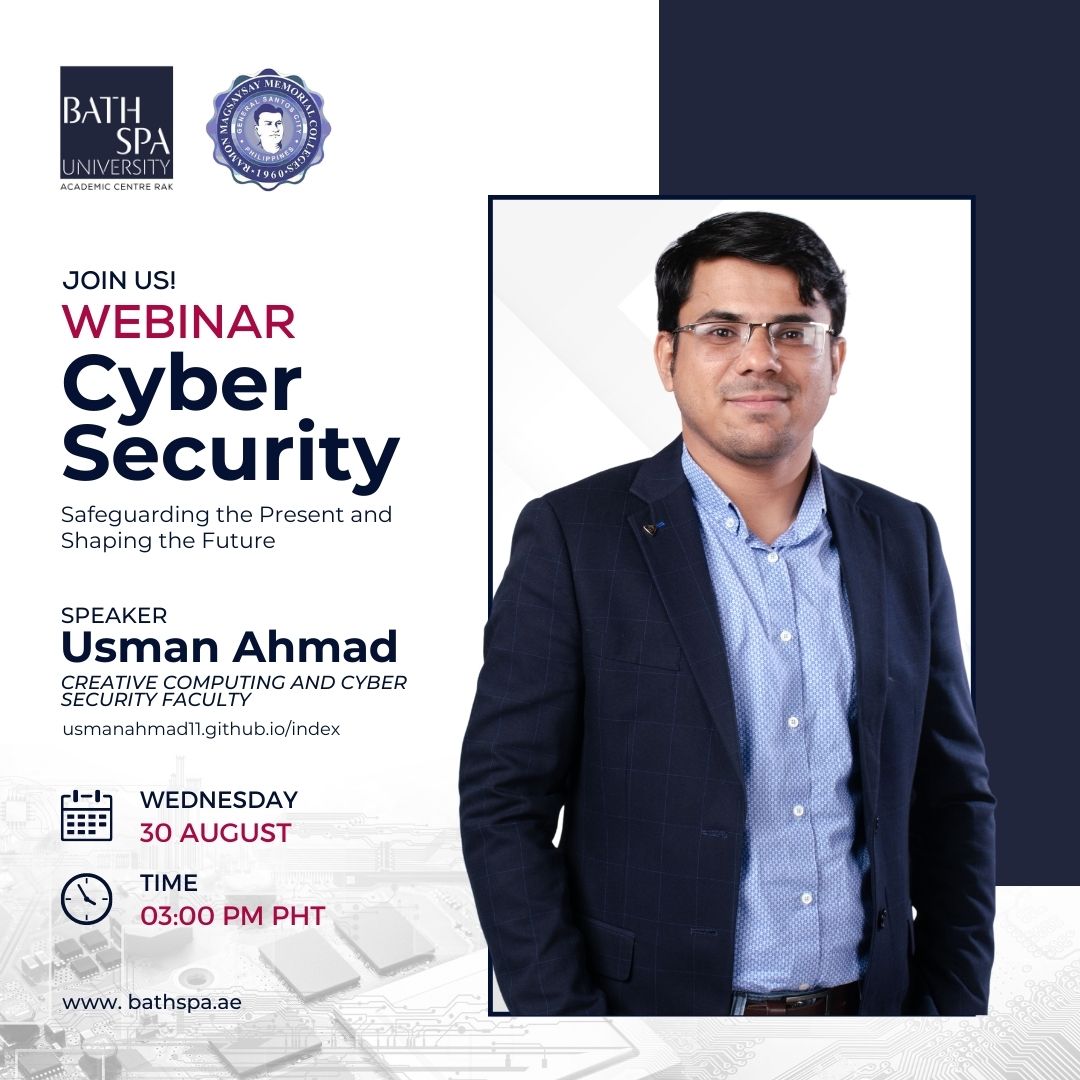 BATH
SPA
UNIVERSITY
ACADEMIC CENTRE RAK
RAMON MAGSAYSAY MEMORIAL COLLEGES
GENERAL SANTOS CITY
PHILIPPINES
1960
JOIN US!
WEBINAR
Cyber
Security
Safeguarding the Present and
Shaping the Future
SPEAKER
Usman Ahmad
CREATIVE COMPUTING AND CYBER
SECURITY FACULTY
usmanahmad11.github.io/index
WEDNESDAY
30 AUGUST
TIME
03:00 PM PHT
www. bathspa.ae